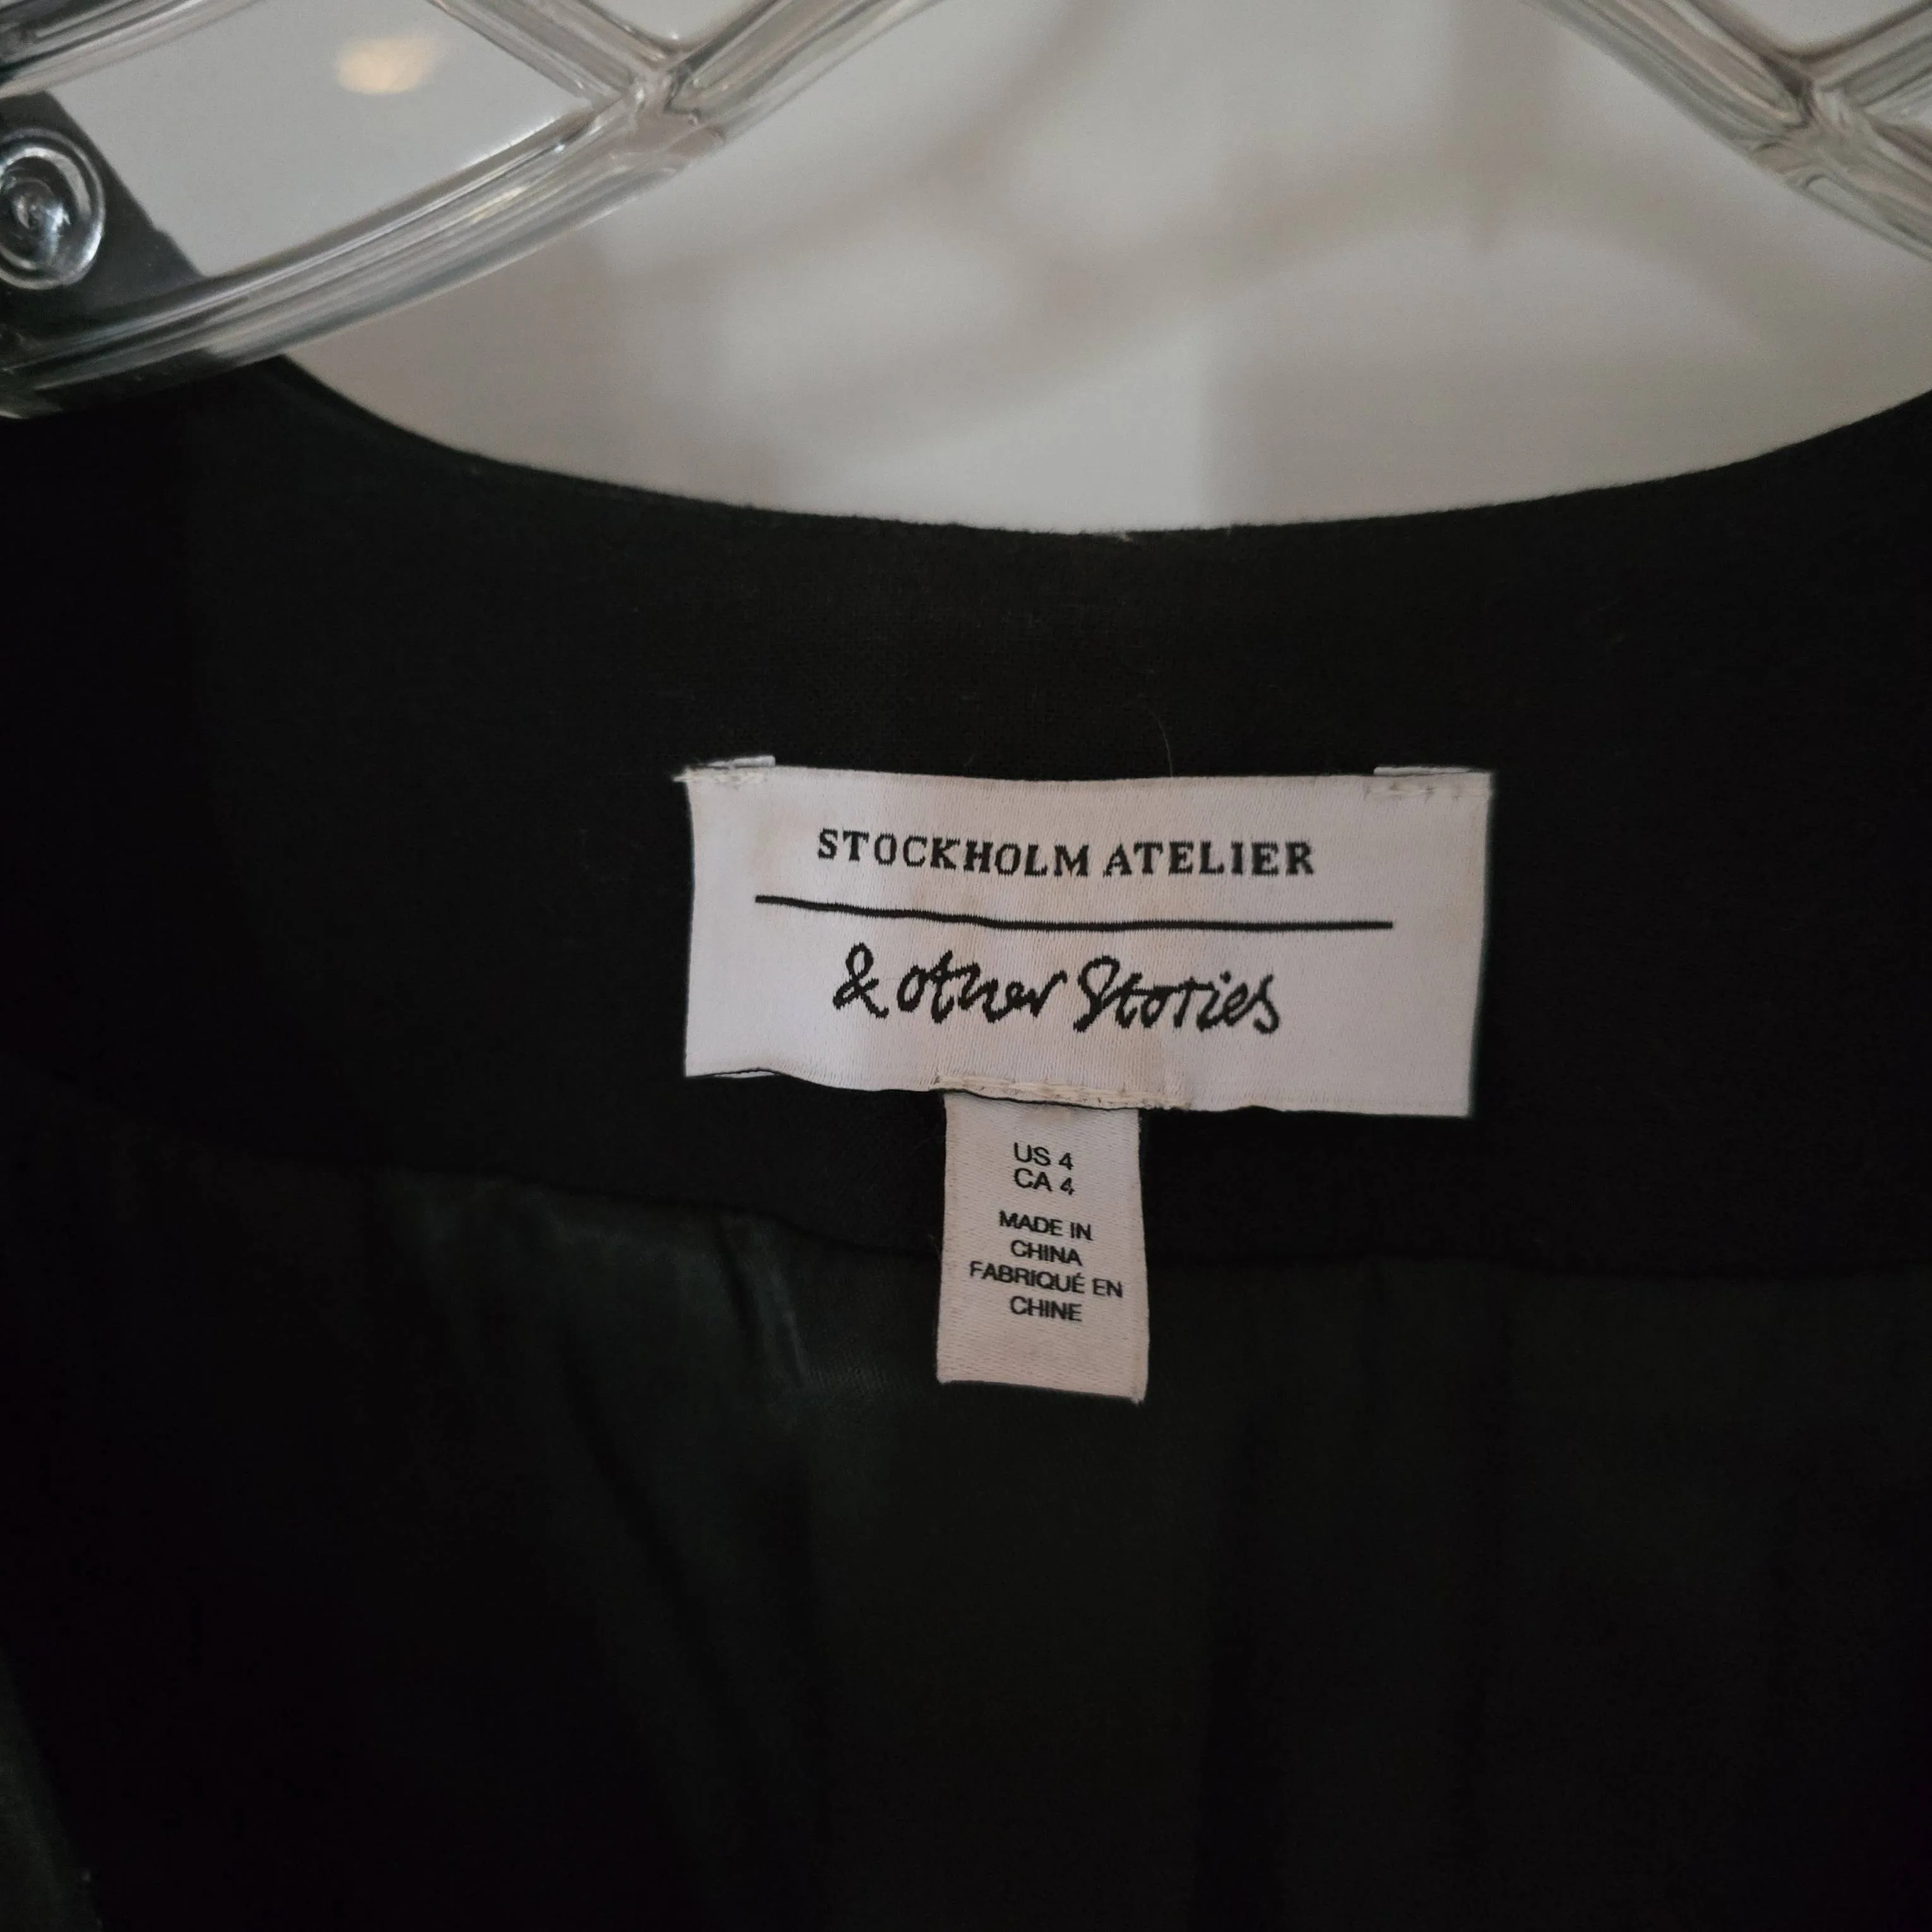 STOCKHOLM ATELIER
& other Stories
US 4
CA 4
MADE IN
CHINA
FABRIQUÉ EN
CHINE